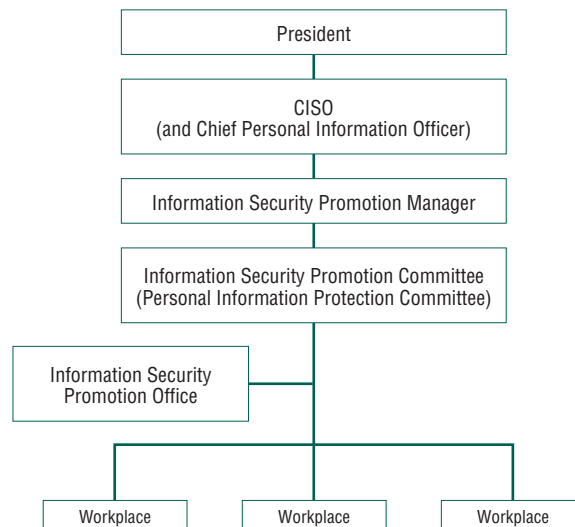 President
CISO
(and Chief Personal Information Officer)
Information Security Promotion Manager
Information Security Promotion Committee
(Personal Information Protection Committee)
Information Security
Promotion Office
Workplace
Workplace
Workplace